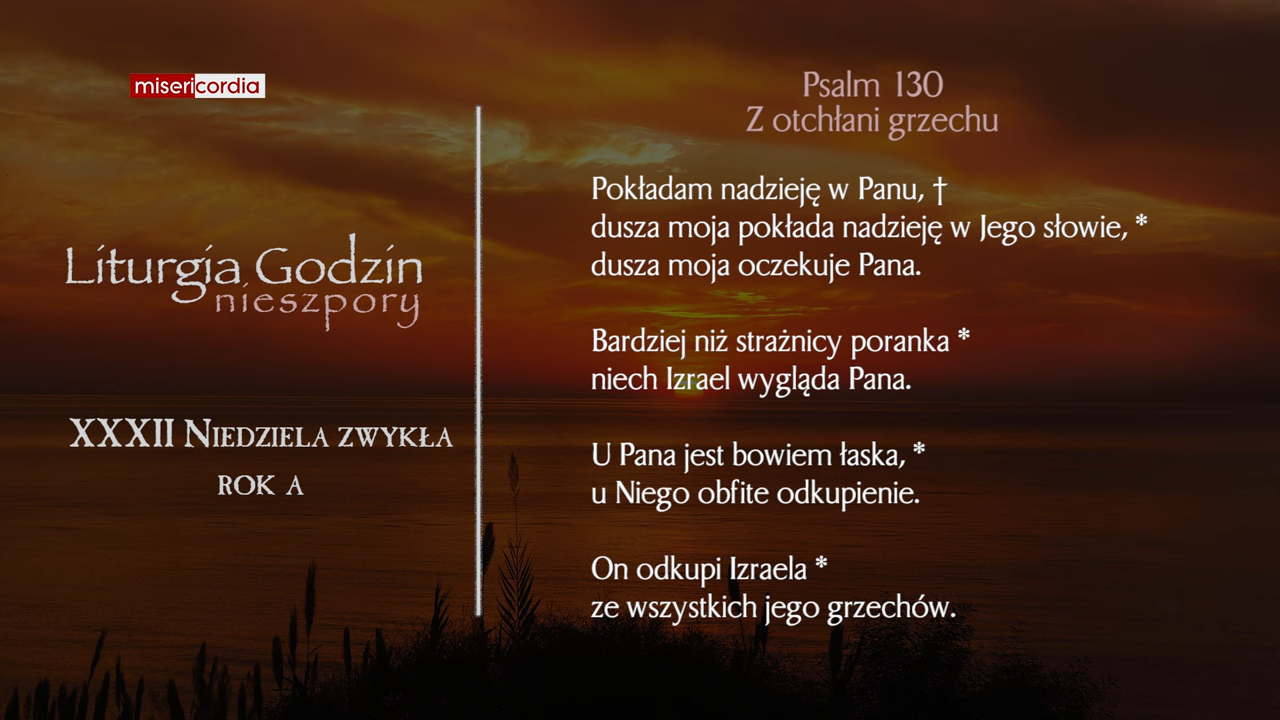 misericordia
Liturgia Godzin
nieszpory
XXXII Niedziela zwykła
rok A
Psalm 130
Z otchłani grzechu
Pokładam nadzieję w Panu, †
dusza moja pokłada nadzieję w Jego słowie, *
dusza moja oczekuje Pana.
Bardziej niż strażnicy poranka *
niech Izrael wygląda Pana.
U Pana jest bowiem łaska, *
u Niego obfite odkupienie.
On odkupi Izraela *
ze wszystkich jego grzechów.